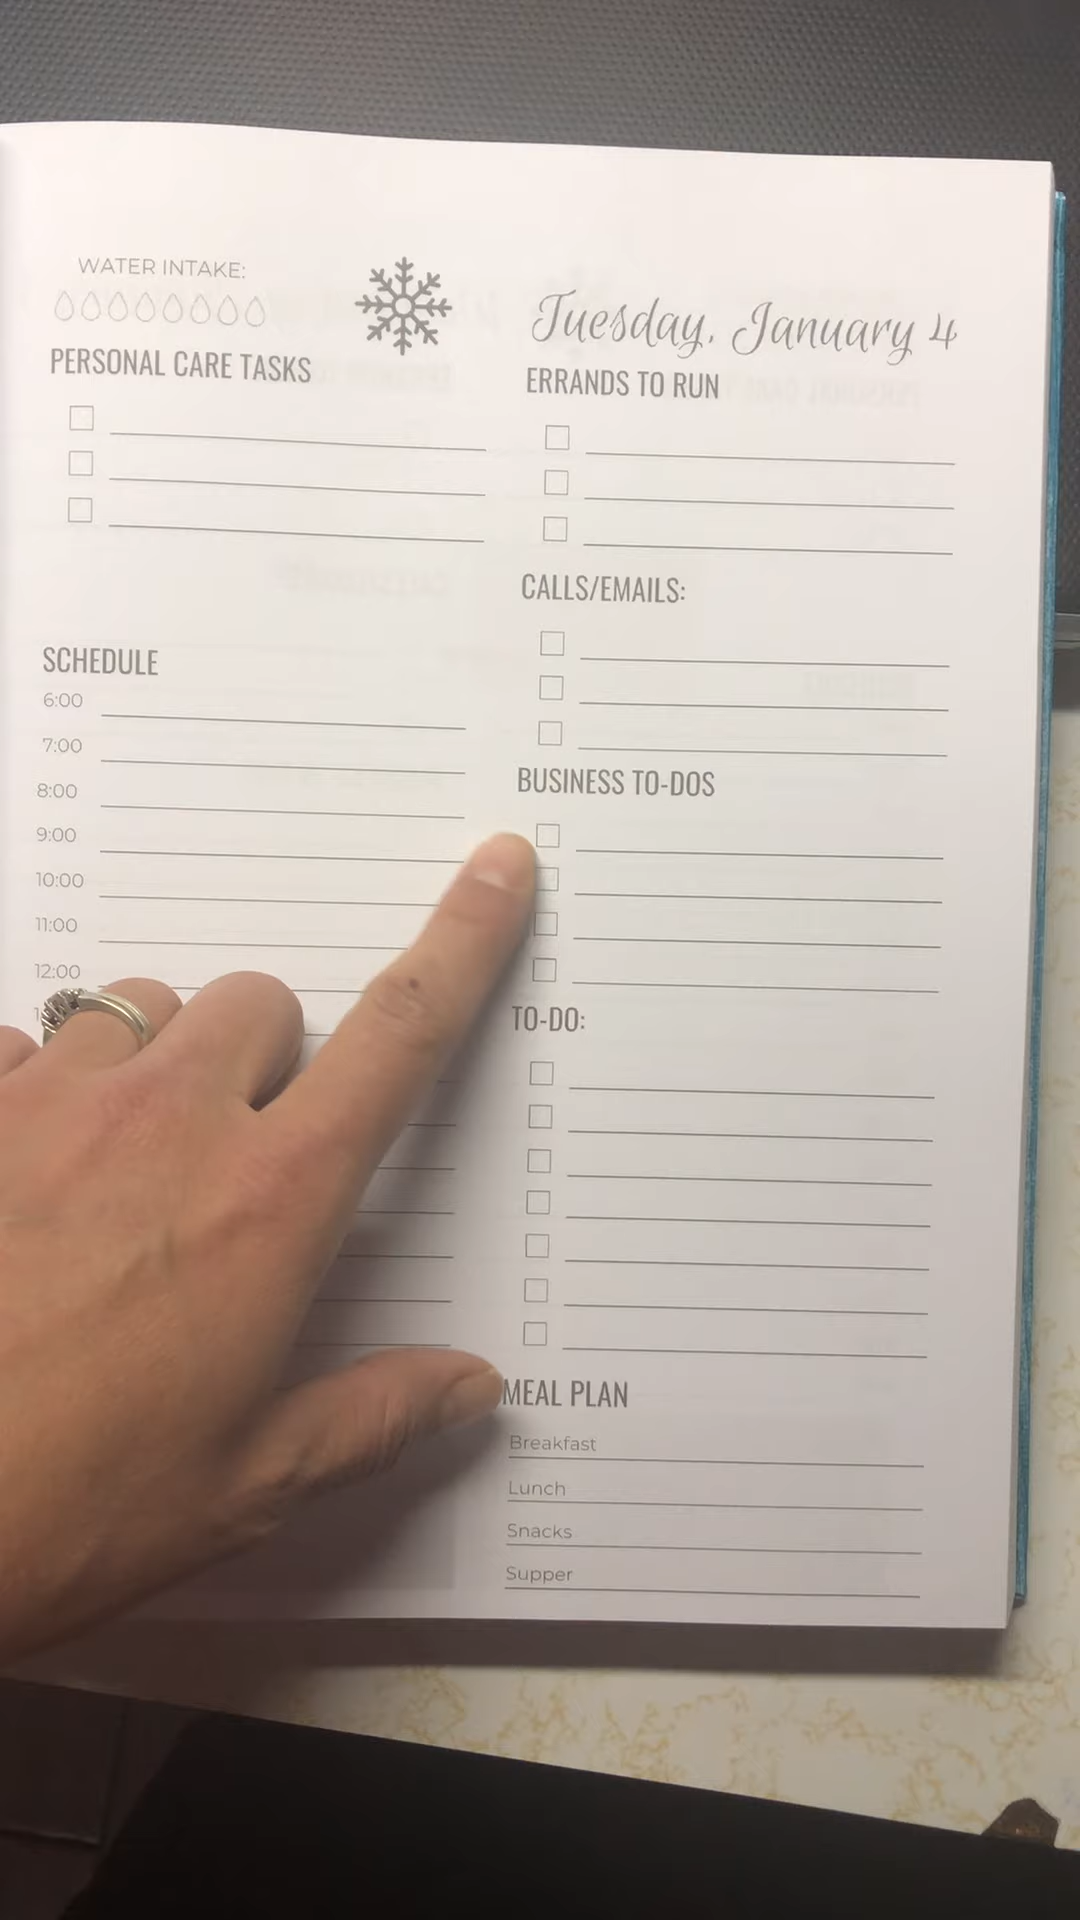 WATER INTAKE:
Tuesday, January 4
PERSONAL CARE TASKS
SCHEDULE
6:00
7:00
8:00
9:00
10:00
11:00
12:00
ERRANDS TO RUN
CALLS/EMAILS:
BUSINESS TO-DOS
TO-DO:
MEAL PLAN
Breakfast
Lunch
Snacks
Supper